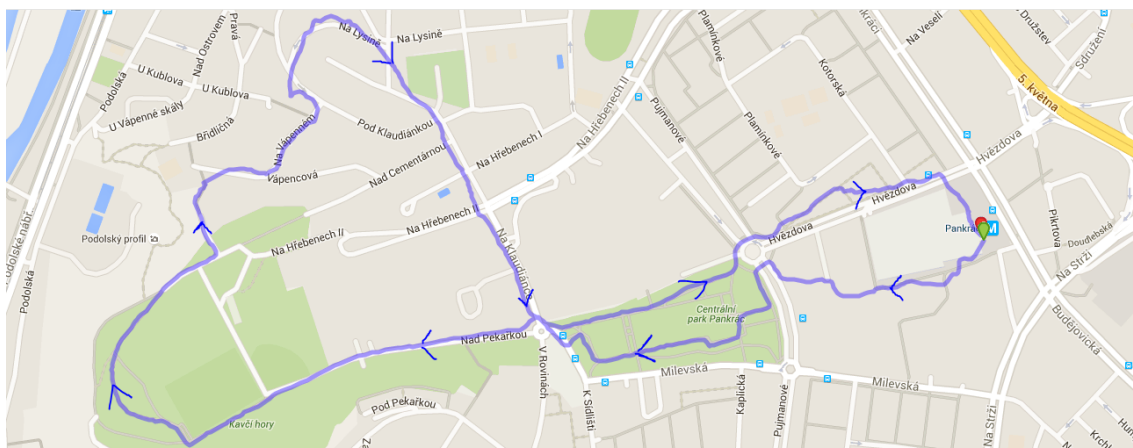 Podolská
Nad Ostrovem
Pravá
U Kublova
U Kublova
U Vápenné skály
Břidličná
Na Vápenném
Na Lysině
Na Lysině
Pod Klaudiánkou
Nad Cementárnou
Vápencová
Na Hřebenech I
Na Hřebenech II
Na Hřebenech II
Na Hřebenech II
Podolský profil
Podolské nábř.
Podolská
Na Klaudiánce
Nad Pekařkou
Pod Pekařkou
Kavčí hory
V Rovinách
K Sídlišti
Milevská
Milevská
Kaplická
Pujmanové
Pujmanové
Centrální
park Pankrác
Plamínkové
Plamínkové
Kotorská
Hvězdova
Hvězdova
Hvězdova
Na Veselí
Sdružení
5. května
Pankrác
M
Pikrtova
Doudlebská
Na Strži
Na Strži
Budějovická